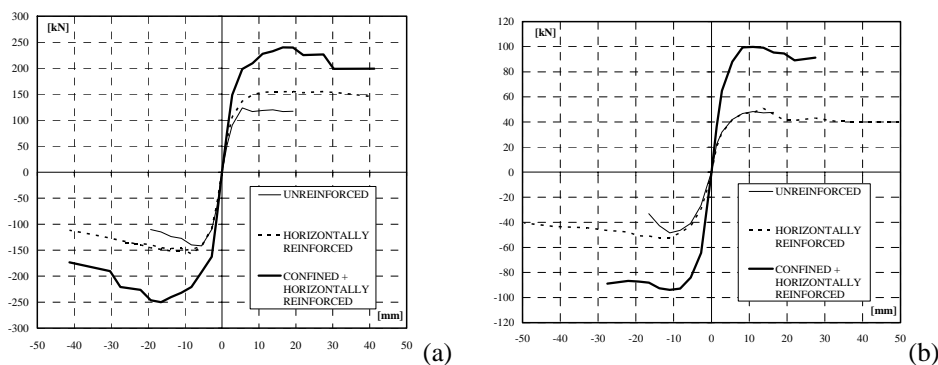 [kN]
300
250
200
150
100
50
0
-50
-100
-150
-200
-250
-300
UNREINFORCED
HORIZONTALLY
REINFORCED
CONFINED +
HORIZONTALLY
REINFORCED
[mm]
-50 -40 -30 -20 -10 0 10 20 30 40 50
(a)
[kN]
120
100
80
60
40
20
0
-20
-40
-60
-80
-100
-120
UNREINFORCED
HORIZONTALLY
REINFORCED
CONFINED +
HORIZONTALLY
REINFORCED
[mm]
-50 -40 -30 -20 -10 0 10 20 30 40 50
(b)